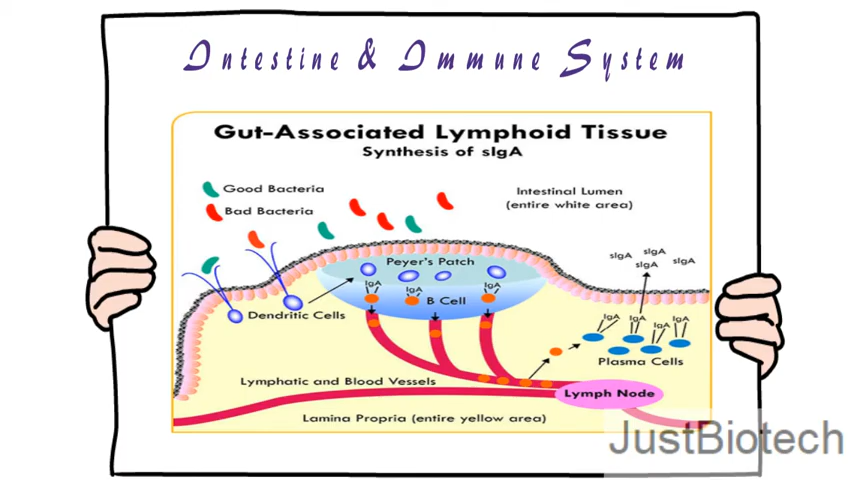 Intestine & Immune System
Gut-Associated Lymphoid Tissue
Synthesis of sIgA
Good Bacteria
Bad Bacteria
Intestinal Lumen
(entire white area)
Peyer's Patch
sIgA
sIgA
sIgA
sIgA
IgA
IgA
IgA
B Cell
Dendritic Cells
IgA
IgA
IgA
IgA
Plasma Cells
Lymphatic and Blood Vessels
Lymph Node
Lamina Propria (entire yellow area)
JustBiotech